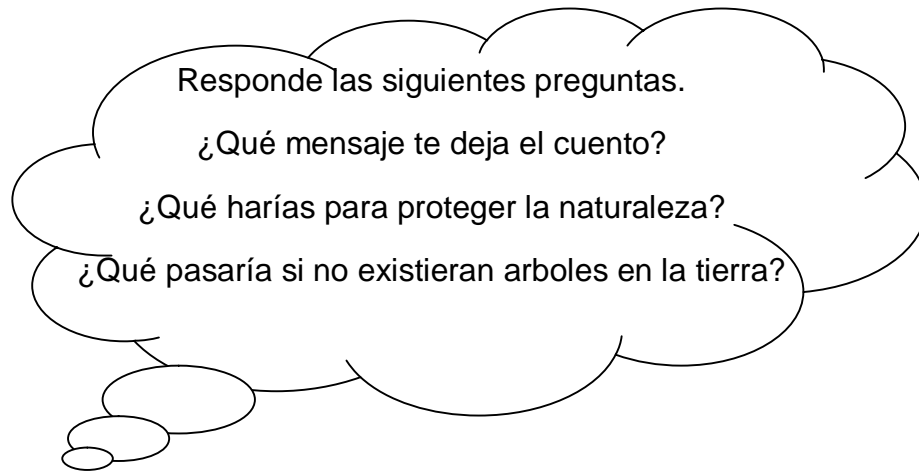 Responde las siguientes preguntas.
¿Qué mensaje te deja el cuento?
¿Qué harías para proteger la naturaleza?
¿Qué pasaría si no existieran arboles en la tierra?